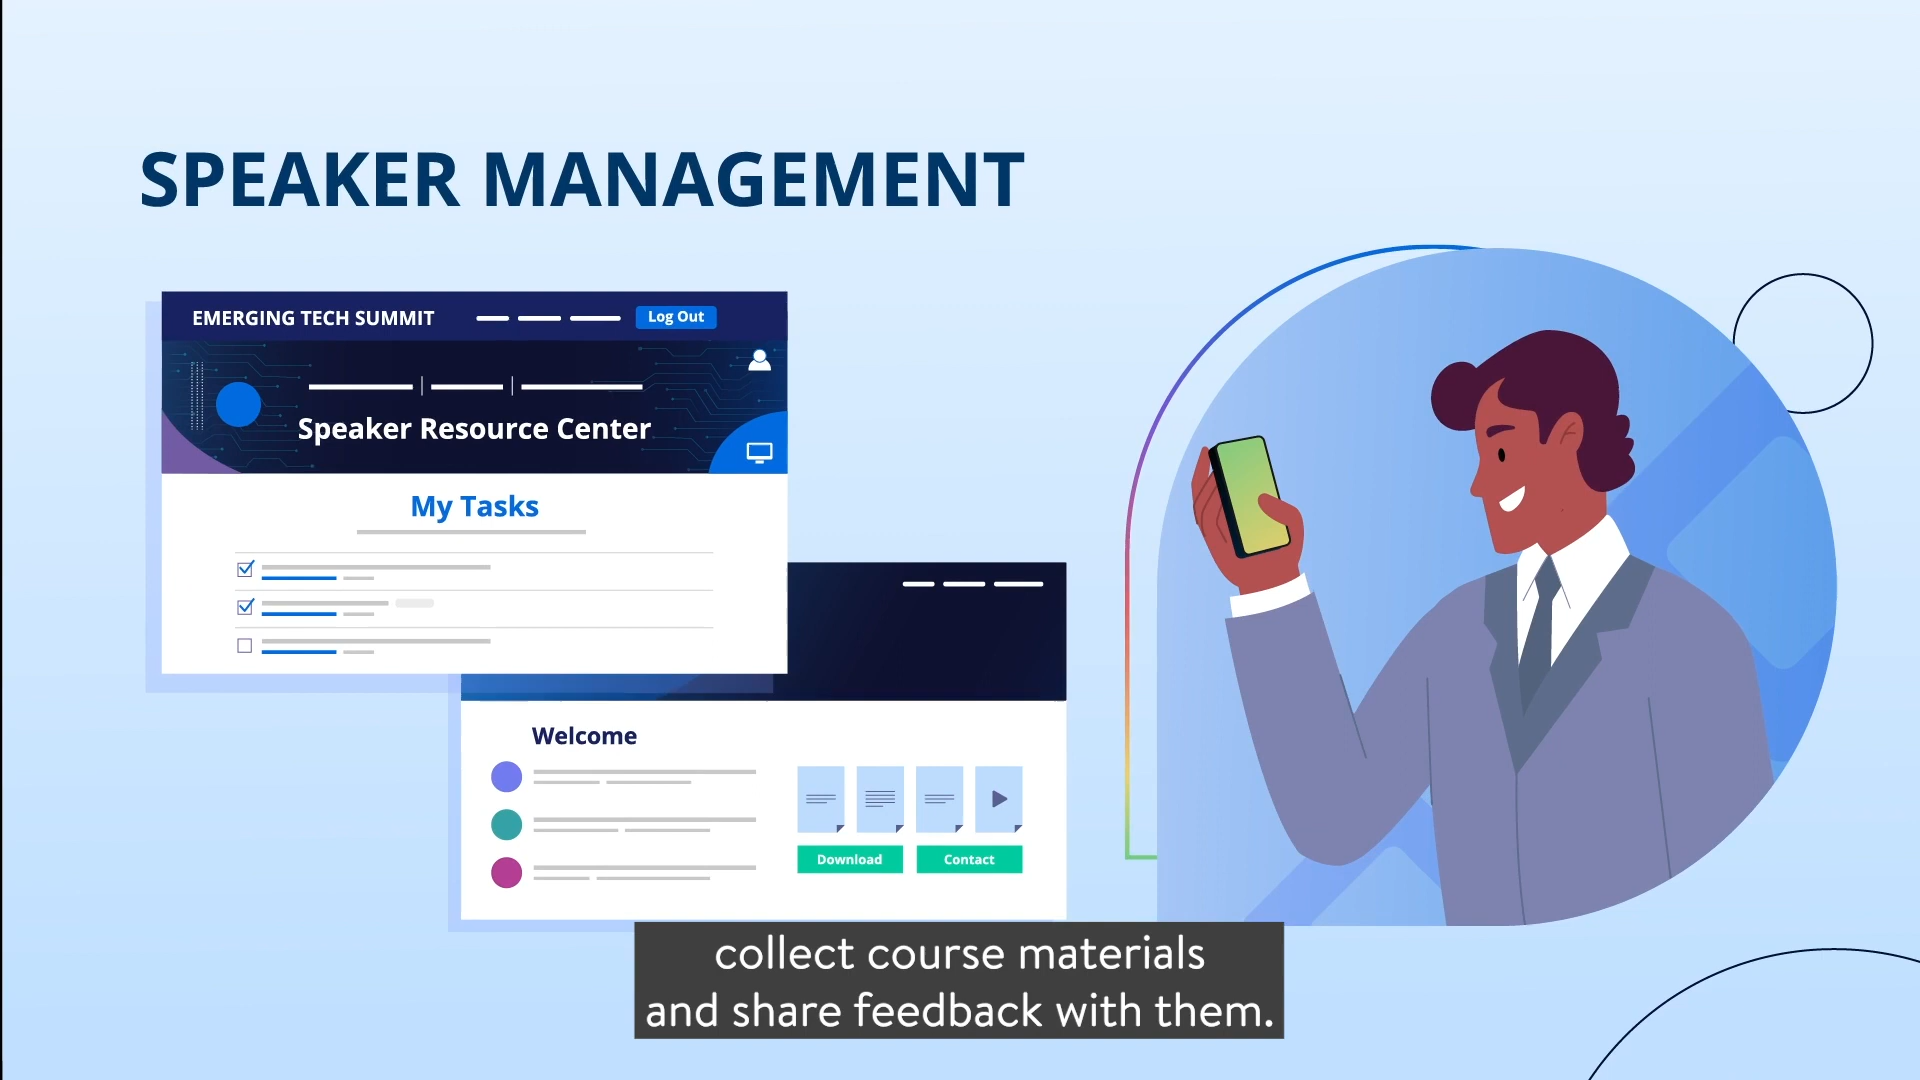 SPEAKER MANAGEMENT
EMERGING TECH SUMMIT
Log Out
Speaker Resource Center
My Tasks
Welcome
Download
Contact
collect course materials
and share feedback with them.